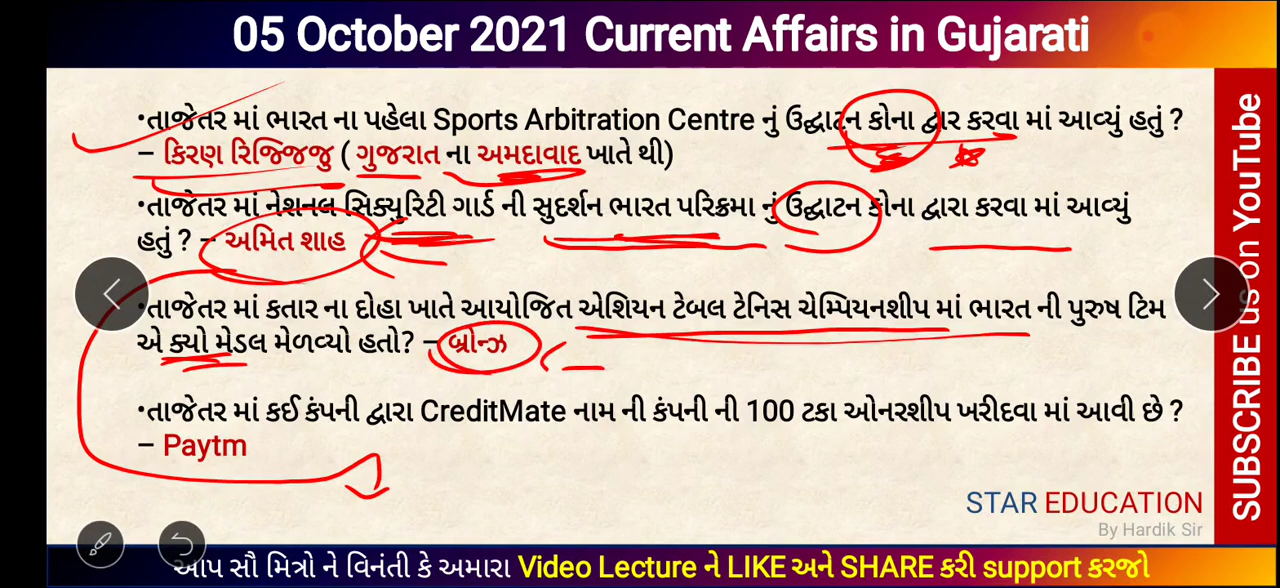 05 October 2021 Current Affairs in Gujarati
•તાજેતર માં ભારત ના પહેલા Sports Arbitration Centre નું ઉદ્ઘાટન કોના દ્વાર કરવા માં આવ્યું હતું ?
– કિરણ રિજ્જિજુ ( ગુજરાત ના અમદાવાદ ખાતે થી)
•તાજેતર માં નેશનલ સિક્યુરિટી ગાર્ડ ની સુદર્શન ભારત પરિક્રમા નું ઉદ્ઘાટન કોના દ્વારા કરવા માં આવ્યું
હતું ? – અમિત શાહ
•તાજેતર માં કતાર ના દોહા ખાતે આયોજિત એશિયન ટેબલ ટેનિસ ચેમ્પિયનશીપ માં ભારત ની પુરુષ ટિમ
એ ક્યો મેડલ મેળવ્યો હતો? – બ્રોન્ઝ
•તાજેતર માં કઈ કંપની દ્વારા CreditMate નામ ની કંપની ની 100 ટકા ઓનરશીપ ખરીદવા માં આવી છે ?
– Paytm
STAR EDUCATION
By Hardik Sir
SUBSCRIBE us on YouTube
આપ સૌ મિત્રો ને વિનંતી કે અમારા Video Lecture ને LIKE અને SHARE કરી support કરજો